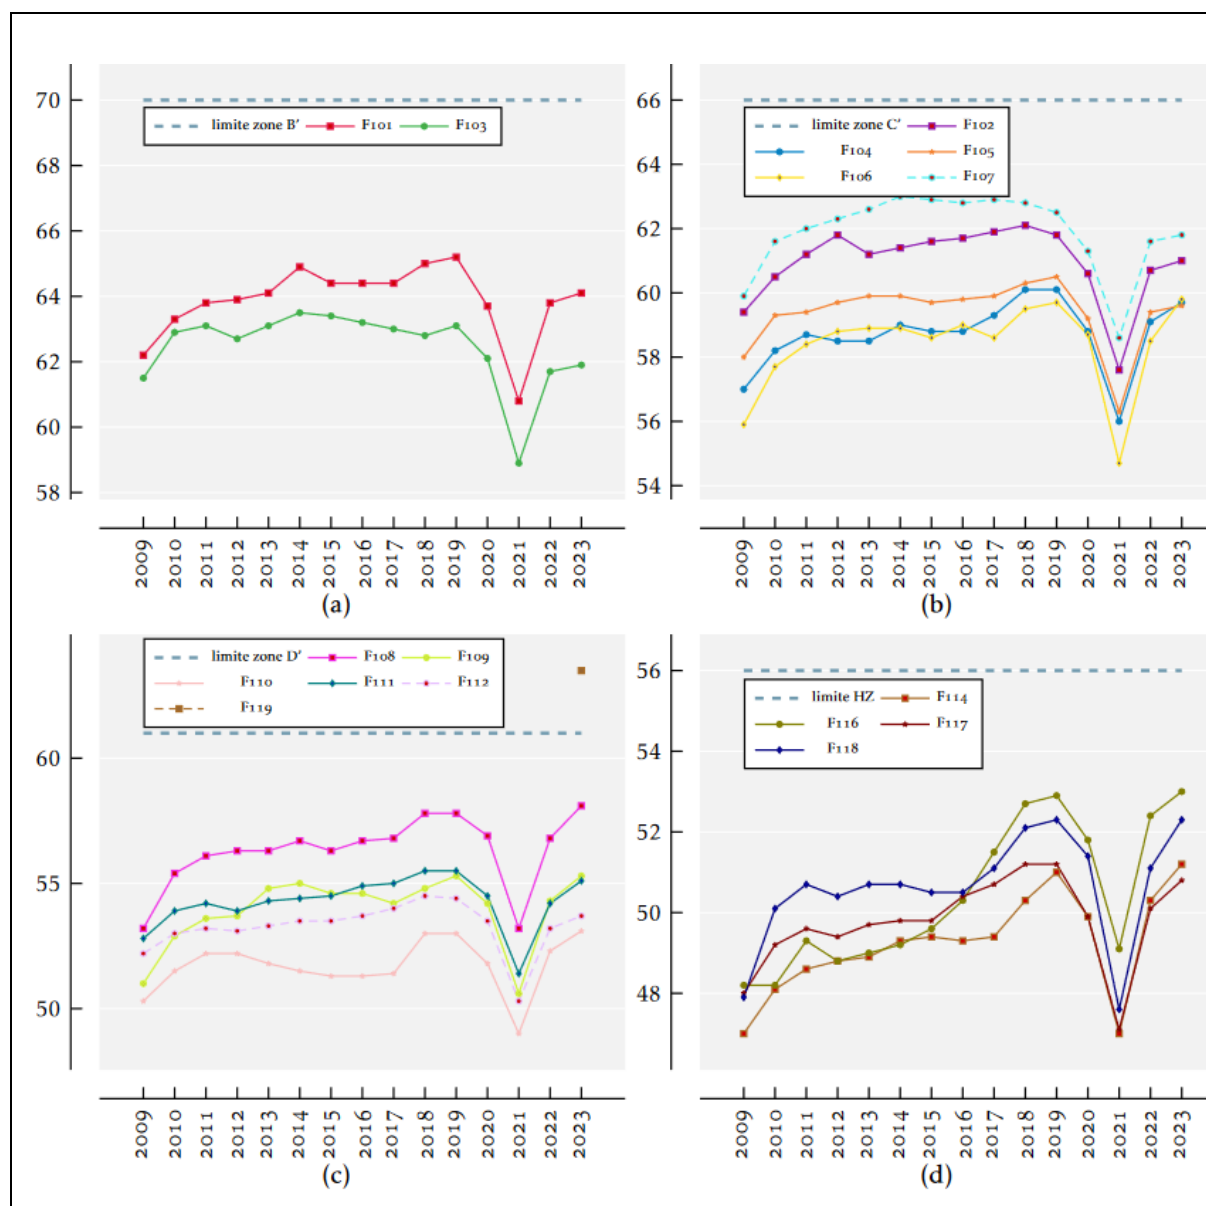 70
68
66
64
62
60
58
limite zone B' F101 F103
2009 2010 2011 2012 2013 2014 2015 2016 2017 2018 2019 2020 2021 2022 2023
(a)
66
64
62
60
58
56
54
limite zone C' F102
F104 F105
F106 F107
2009 2010 2011 2012 2013 2014 2015 2016 2017 2018 2019 2020 2021 2022 2023
(b)
limite zone D' F108 F109
F110 F111 F112
F119
60
55
50
2009 2010 2011 2012 2013 2014 2015 2016 2017 2018 2019 2020 2021 2022 2023
(c)
56
54
52
50
48
limite HZ F114
F116 F117
F118
2009 2010 2011 2012 2013 2014 2015 2016 2017 2018 2019 2020 2021 2022 2023
(d)